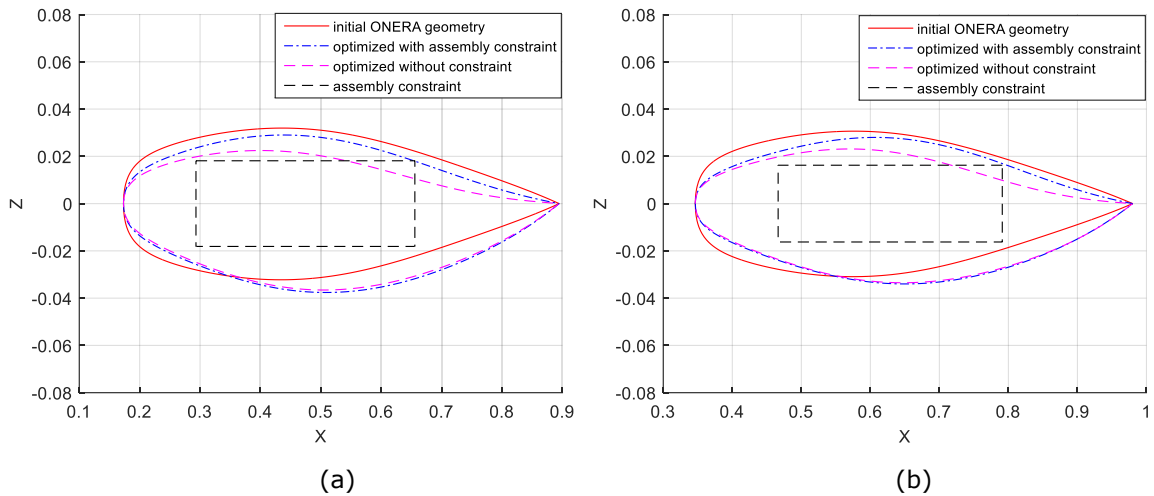 initial ONERA geometry
optimized with assembly constraint
optimized without constraint
assembly constraint
0.08
0.06
0.04
0.02
0
-0.02
-0.04
-0.06
-0.08
Z
0.1 0.2 0.3 0.4 0.5 0.6 0.7 0.8 0.9
X
(a)
initial ONERA geometry
optimized with assembly constraint
optimized without constraint
assembly constraint
0.08
0.06
0.04
0.02
0
-0.02
-0.04
-0.06
-0.08
Z
0.3 0.4 0.5 0.6 0.7 0.8 0.9 1
X
(b)